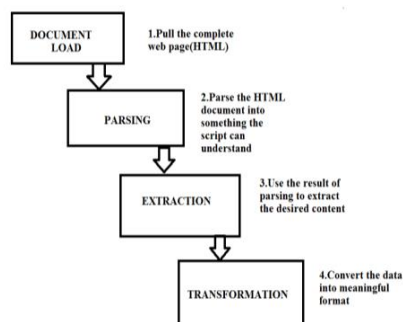 DOCUMENT
LOAD
1.Pull the complete
web page(HTML)
PARSING
2.Parse the HTML
document into
something the
script can
understand
EXTRACTION
3.Use the result of
parsing to extract
the desired content
TRANSFORMATION
4.Convert the data
into meaningful
format